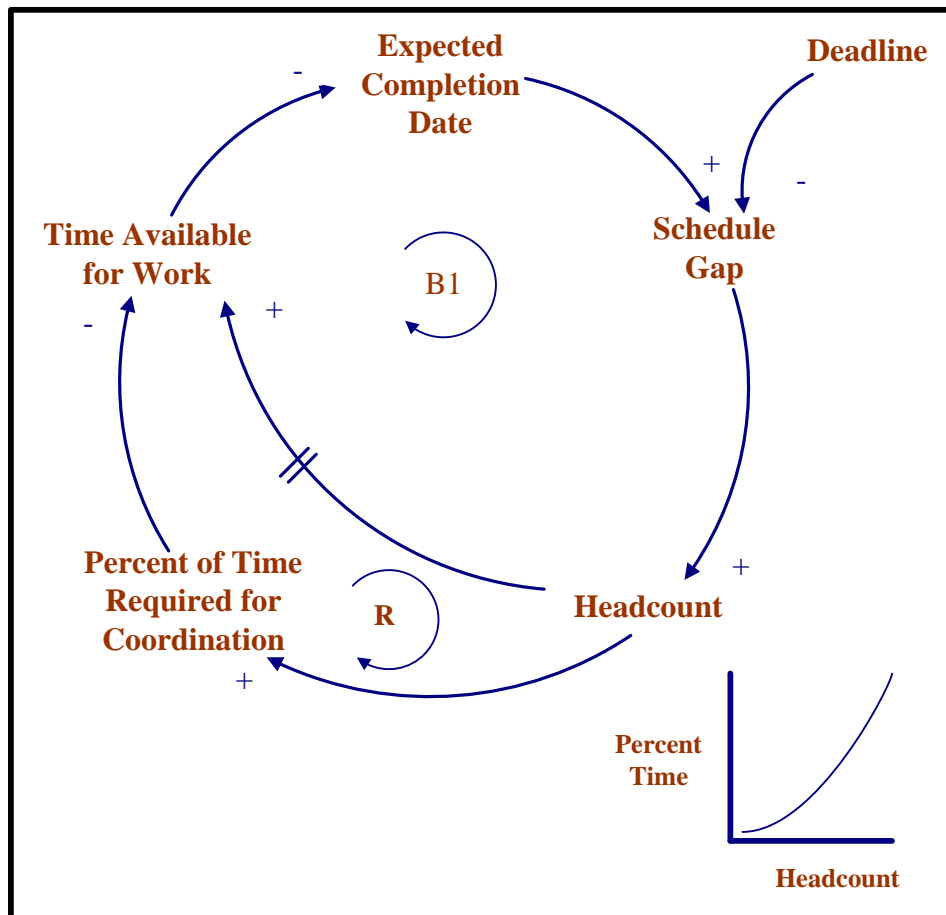 Expected
Completion
Date
Deadline
-
+
-
Schedule
Gap
Time Available
for Work
B1
-
+
Percent of Time
Required for
Coordination
R
Headcount
+
+
Percent
Time
Headcount